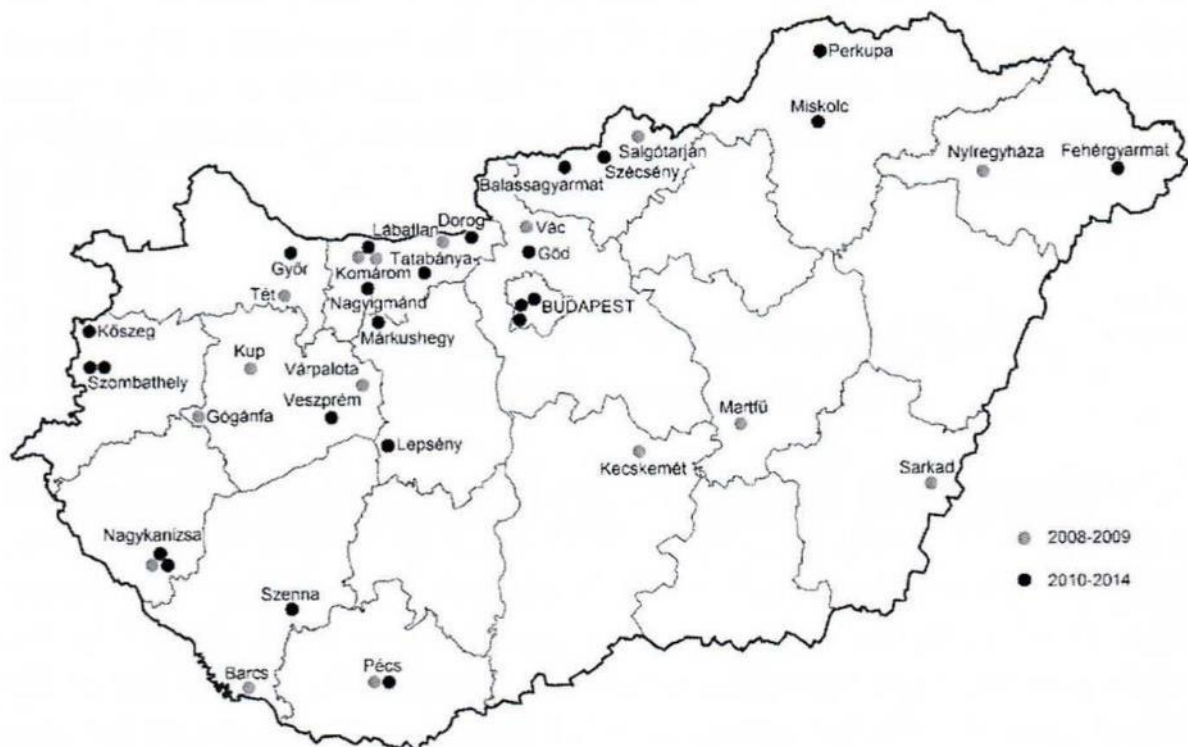 Perkupa
Miskolc
Salgótarján
Szécsény
Balassagyarmat
Nyíregyháza
Fehérgyarmat
Lábatlan
Dorog
Vác
Göd
Győr
Komárom
Tatabánya
Tét
Nagyigmánd
BUDAPEST
Kőszeg
Márkushegy
Kup
Várpalota
Szombathely
Veszprém
Gógánfa
Martfű
Lepsény
Kecskemét
Sarkad
Nagykanizsa
2008-2009
2010-2014
Szenna
Barcs
Pécs